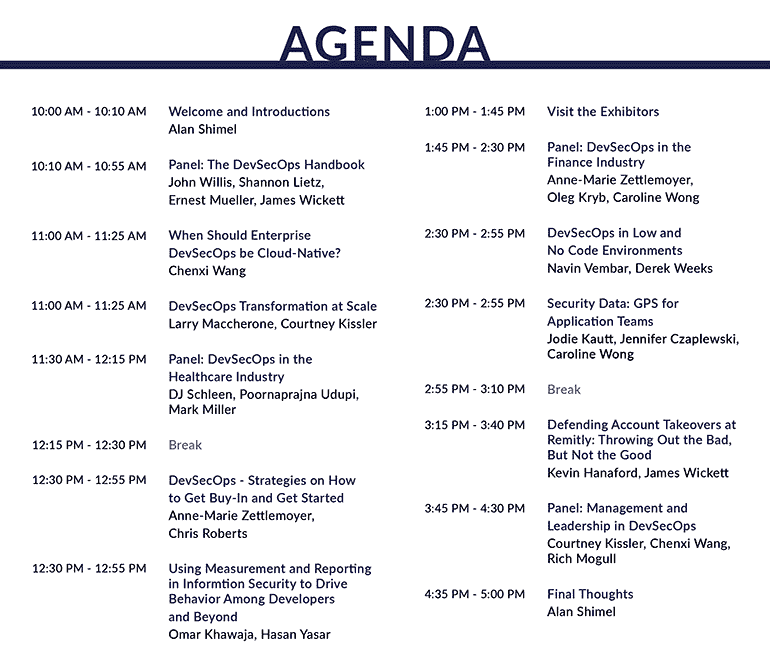 AGENDA
10:00 AM - 10:10 AM Welcome and Introductions
Alan Shimel
10:10 AM - 10:55 AM Panel: The DevSecOps Handbook
John Willis, Shannon Lietz,
Ernest Mueller, James Wickett
11:00 AM - 11:25 AM When Should Enterprise
DevSecOps be Cloud-Native?
Chenxi Wang
11:00 AM - 11:25 AM DevSecOps Transformation at Scale
Larry Maccherone, Courtney Kissler
11:30 AM - 12:15 PM Panel: DevSecOps in the
Healthcare Industry
DJ Schleen, Poornaprajna Udupi,
Mark Miller
12:15 PM - 12:30 PM Break
12:30 PM - 12:55 PM DevSecOps - Strategies on How
to Get Buy-In and Get Started
Anne-Marie Zettlemoyer,
Chris Roberts
12:30 PM - 12:55 PM Using Measurement and Reporting
in Informtion Security to Drive
Behavior Among Developers
and Beyond
Omar Khawaja, Hasan Yasar
1:00 PM - 1:45 PM Visit the Exhibitors
1:45 PM - 2:30 PM Panel: DevSecOps in the
Finance Industry
Anne-Marie Zettlemoyer,
Oleg Kryb, Caroline Wong
2:30 PM - 2:55 PM DevSecOps in Low and
No Code Environments
Navin Vembar, Derek Weeks
2:30 PM - 2:55 PM Security Data: GPS for
Application Teams
Jodie Kautt, Jennifer Czaplewski,
Caroline Wong
2:55 PM - 3:10 PM Break
3:15 PM - 3:40 PM Defending Account Takeovers at
Remitly: Throwing Out the Bad,
But Not the Good
Kevin Hanaford, James Wickett
3:45 PM - 4:30 PM Panel: Management and
Leadership in DevSecOps
Courtney Kissler, Chenxi Wang,
Rich Mogull
4:35 PM - 5:00 PM Final Thoughts
Alan Shimel